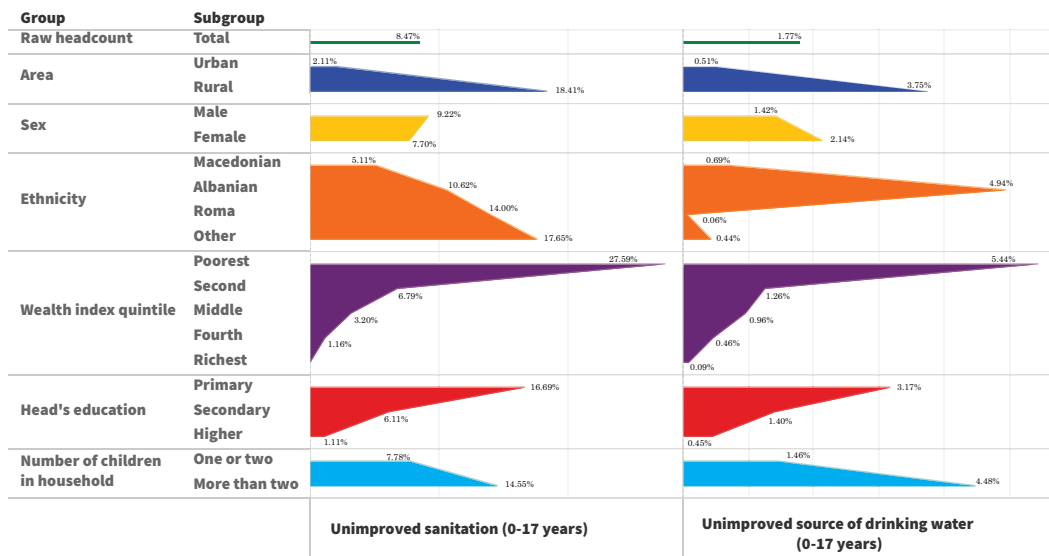 Group Subgroup
Raw headcount Total 8.47% 1.77%
Area
Urban 2.11% 0.51%
Rural 18.41% 3.75%
Sex
Male 9.22% 1.42%
Female 7.70% 2.14%
Ethnicity
Macedonian 5.11% 0.69%
Albanian 10.62% 4.94%
Roma 14.00% 0.06%
Other 17.65% 0.44%
Wealth index quintile
Poorest 27.59% 5.44%
Second 6.79% 1.26%
Middle 3.20% 0.96%
Fourth 1.16% 0.46%
Richest 0.09%
Head's education
Primary 16.69% 3.17%
Secondary 6.11% 1.40%
Higher 1.11% 0.45%
Number of children
in household
One or two 7.78% 1.46%
More than two 14.55% 4.48%
Unimproved sanitation (0-17 years)
Unimproved source of drinking water
(0-17 years)